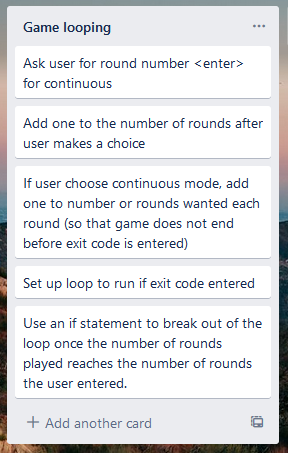 Game looping
Ask user for round number <enter>
for continuous
Add one to the number of rounds after
user makes a choice
If user choose continuous mode, add
one to number or rounds wanted each
round (so that game does not end
before exit code is entered)
Set up loop to run if exit code entered
Use an if statement to break out of the
loop once the number of rounds
played reaches the number of rounds
the user entered.
Add another card